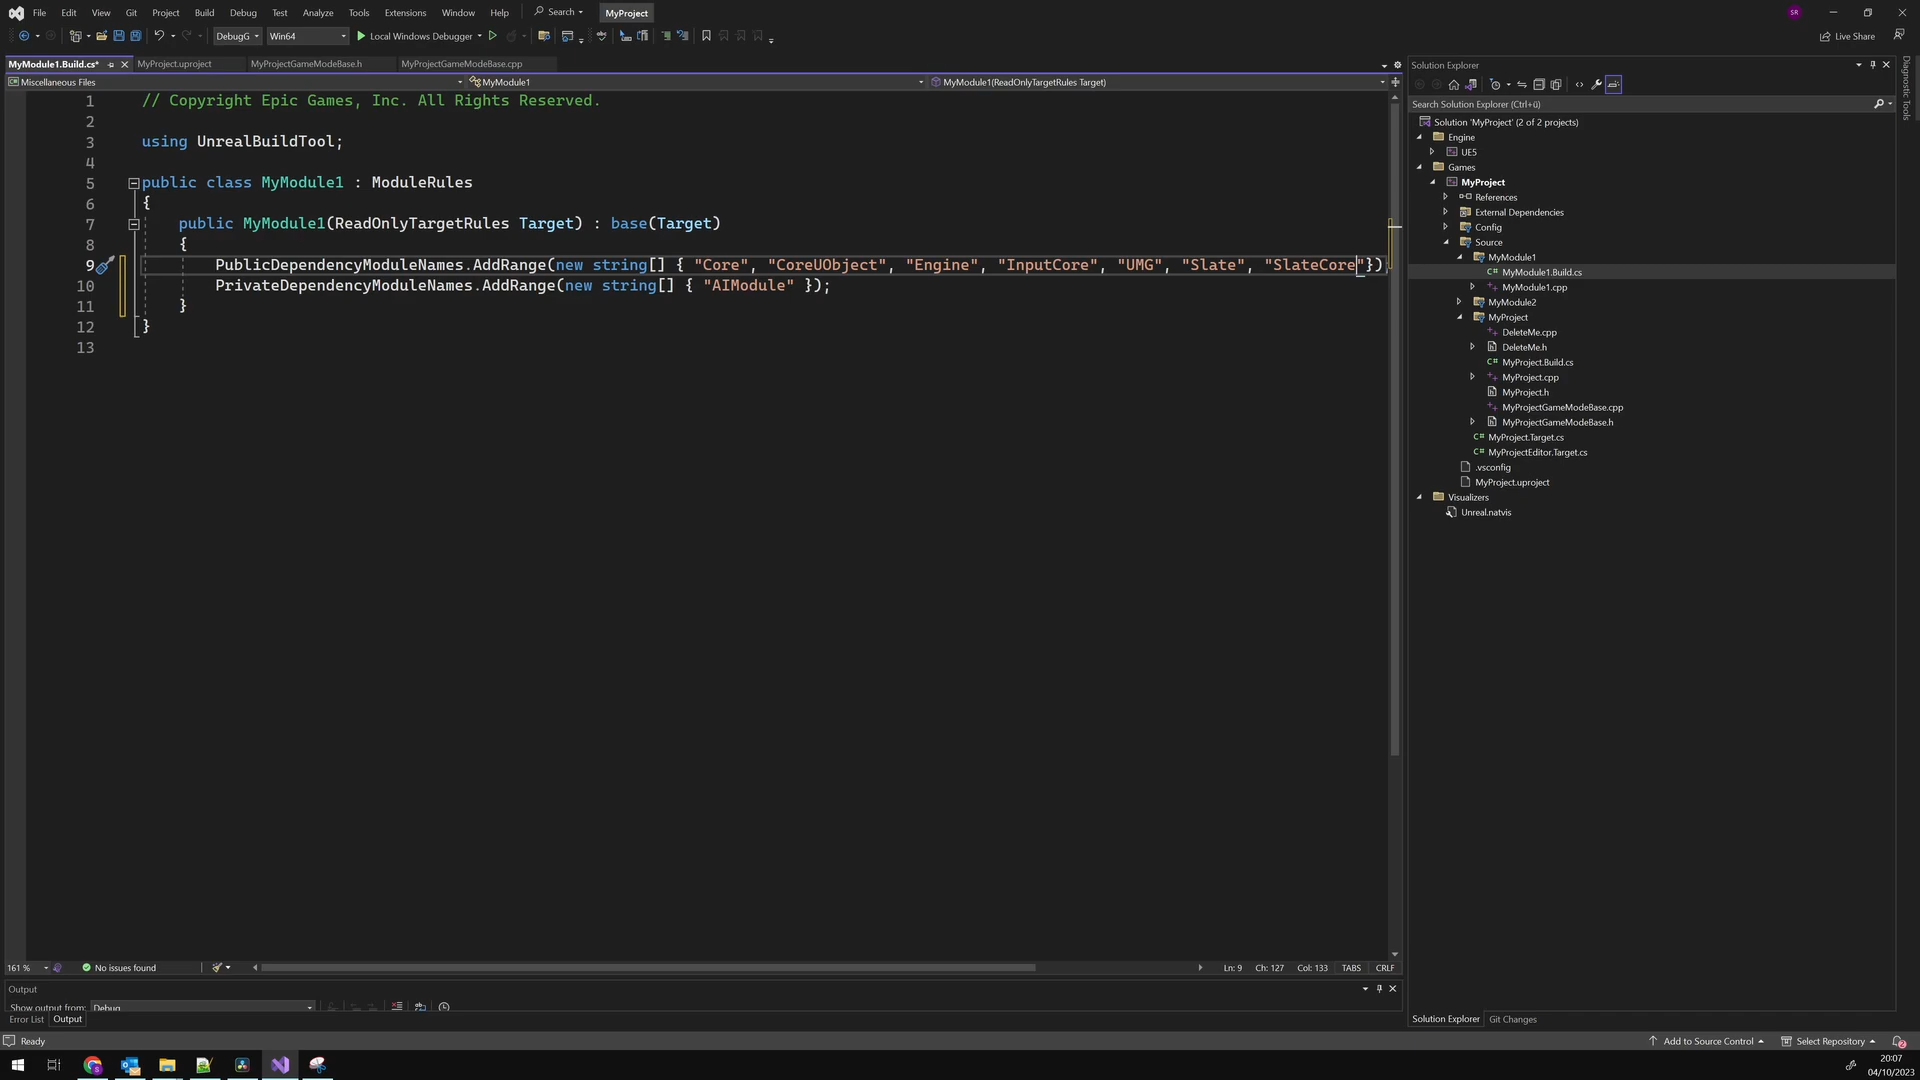 File Edit View Git Project Build Debug Test Analyze Tools Extensions Window Help Search MyProject SR
DebugG Win64 Local Windows Debugger Live Share
MyModule1.Build.cs* MyProject.uproject MyProjectGameModeBase.h MyProjectGameModeBase.cpp
Miscellaneous Files MyModule1 MyModule1(ReadOnlyTargetRules Target)
1 // Copyright Epic Games, Inc. All Rights Reserved.
2
3 using UnrealBuildTool;
4
5 public class MyModule1 : ModuleRules
6 {
7 public MyModule1(ReadOnlyTargetRules Target) : base(Target)
8 {
9 PublicDependencyModuleNames.AddRange(new string[] { "Core", "CoreUObject", "Engine", "InputCore", "UMG", "Slate", "SlateCore"})
10 PrivateDependencyModuleNames.AddRange(new string[] { "AIModule" });
11 }
12 }
13
161 % No issues found Ln: 9 Ch: 127 Col: 133 TABS CRLF
Output
Show output from: Debug
Error List Output
Solution Explorer
Search Solution Explorer (Ctrl+ü)
Solution 'MyProject' (2 of 2 projects)
Engine
UE5
Games
MyProject
References
External Dependencies
Config
Source
MyModule1
C# MyModule1.Build.cs
MyModule1.cpp
MyModule2
MyProject
DeleteMe.cpp
DeleteMe.h
C# MyProject.Build.cs
MyProject.cpp
MyProject.h
MyProjectGameModeBase.cpp
MyProjectGameModeBase.h
C# MyProject.Target.cs
C# MyProjectEditor.Target.cs
.vsconfig
MyProject.uproject
Visualizers
Unreal.natvis
Solution Explorer Git Changes
Diagnostic Tools
Ready Add to Source Control Select Repository 2
20:07
04/10/2023